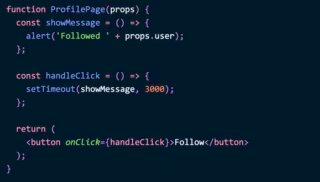 function ProfilePage(props) {
  const showMessage = () => {
    alert('Followed ' + props.user);
  };

  const handleClick = () => {
    setTimeout(showMessage, 3000);
  };

  return (
    <button onClick={handleClick}>Follow</button>
  );
}